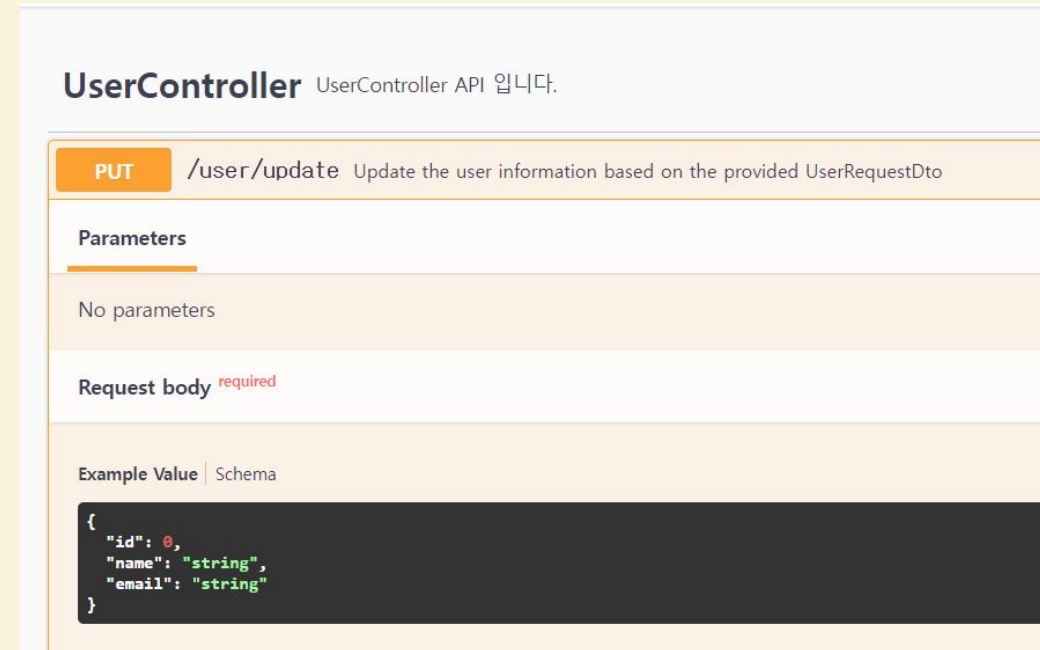 UserController UserController API 입니다.
PUT /user/update Update the user information based on the provided UserRequestDto
Parameters
No parameters
Request body required
Example Value Schema
{
"id": 0,
"name": "string",
"email": "string"
}